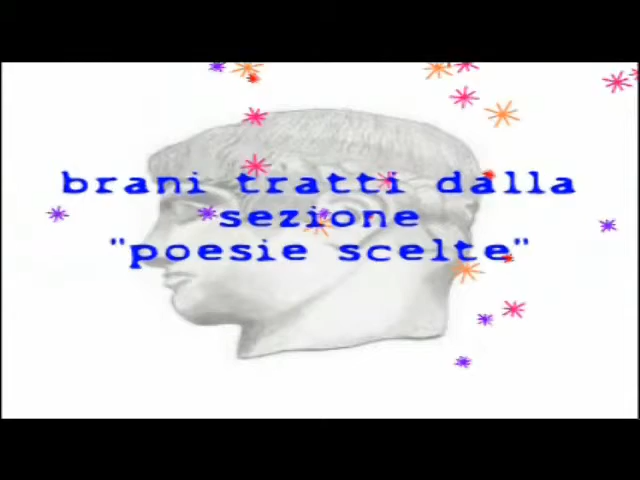 brani tratti dalla
sezione
"poesie scelte"